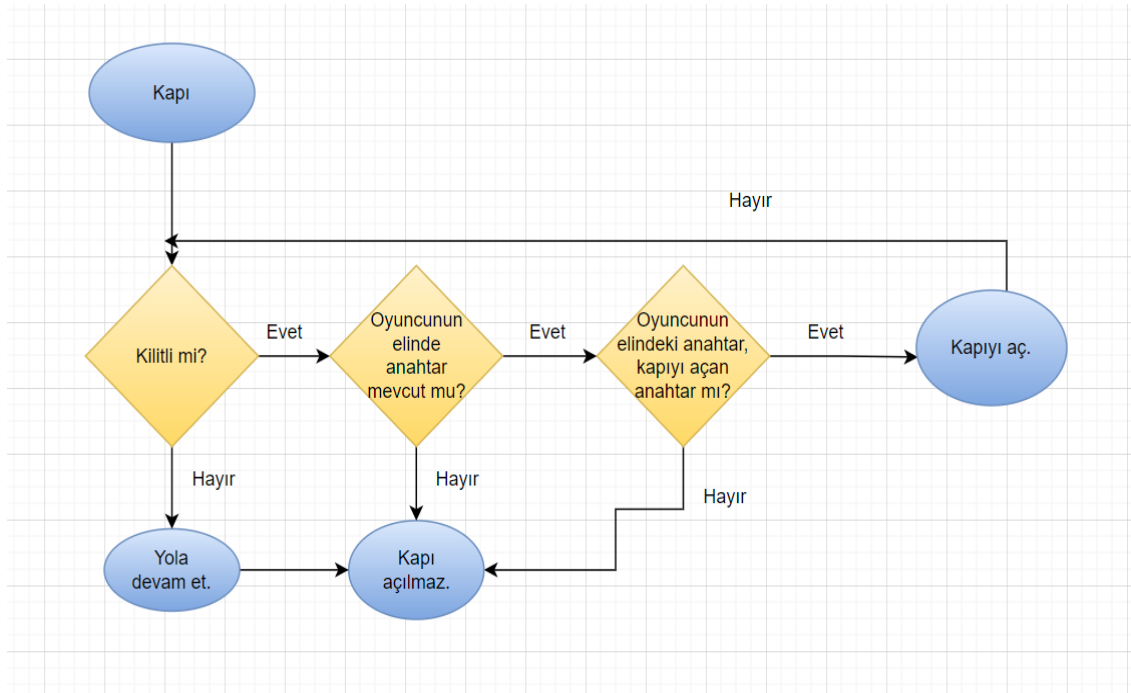 Kapı
Hayır
Kilitli mi?
Evet
Oyuncunun
elinde
anahtar
mevcut mu?
Evet
Oyuncunun
elindeki anahtar,
kapıyı açan
anahtar mı?
Evet
Kapıyı aç.
Hayır
Hayır
Hayır
Yola
devam et.
Kapı
açılmaz.